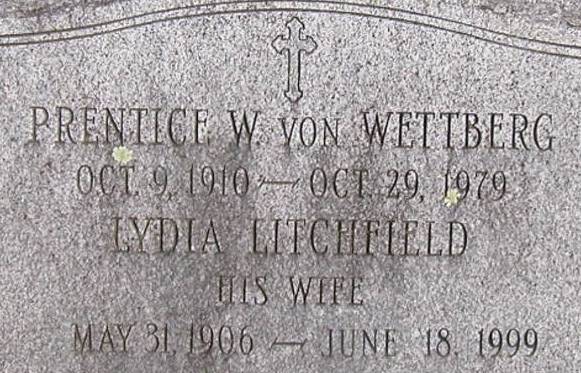 PRENTICE W. VON WETTBERG
OCT. 9, 1910 — OCT. 29, 1979
LYDIA LITCHFIELD
HIS WIFE
MAY 31, 1906 — JUNE 18, 1999